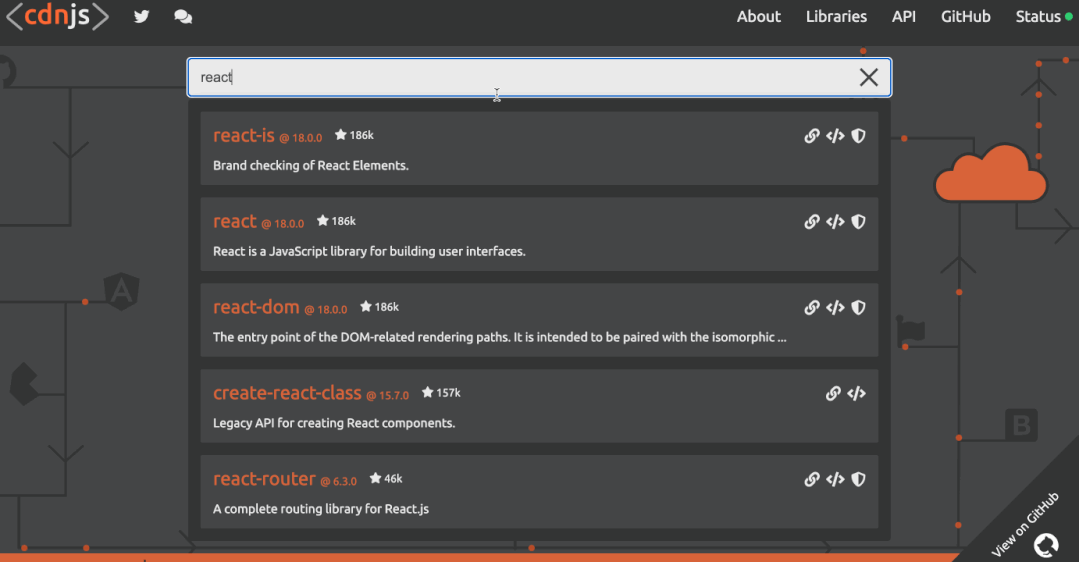 <cdnjs>
About Libraries API GitHub Status
react
react-is @ 18.0.0 186k
Brand checking of React Elements.
react @ 18.0.0 186k
React is a JavaScript library for building user interfaces.
react-dom @ 18.0.0 186k
The entry point of the DOM-related rendering paths. It is intended to be paired with the isomorphic ...
create-react-class @ 15.7.0 157k
Legacy API for creating React components.
react-router @ 6.3.0 46k
A complete routing library for React.js
A
B
View on GitHub